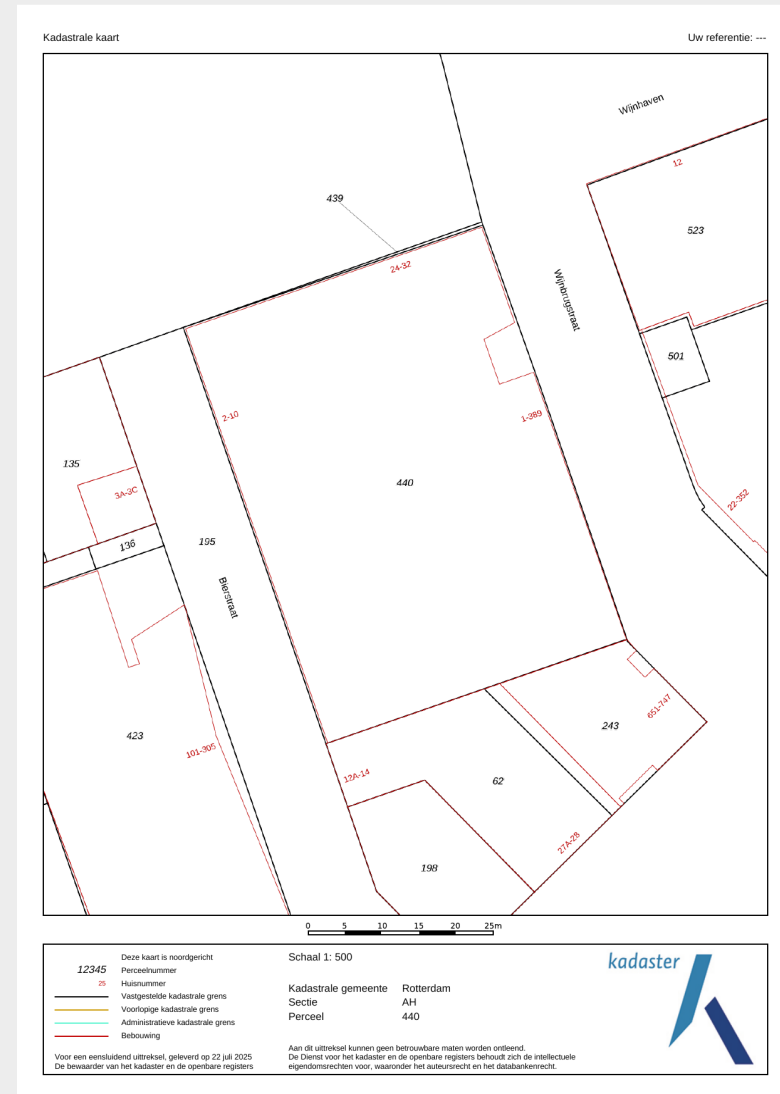 Kadastrale kaart
Uw referentie: ---
Wijnhaven
12
439
523
24-32
Wijnbrugstraat
501
2-10
1-389
135
440
3A-3C
22-352
136
195
Bierstraat
651-747
243
423
101-305
12A-14
62
27A-28
198
0 5 10 15 20 25m
Deze kaart is noordgericht
12345 Perceelnummer
25 Huisnummer
Vastgestelde kadastrale grens
Voorlopige kadastrale grens
Administratieve kadastrale grens
Bebouwing
Voor een eensluidend uittreksel, geleverd op 22 juli 2025
De bewaarder van het kadaster en de openbare registers
Schaal 1: 500
Kadastrale gemeente Rotterdam
Sectie AH
Perceel 440
Aan dit uittreksel kunnen geen betrouwbare maten worden ontleend.
De Dienst voor het kadaster en de openbare registers behoudt zich de intellectuele
eigendomsrechten voor, waaronder het auteursrecht en het databankenrecht.
kadaster